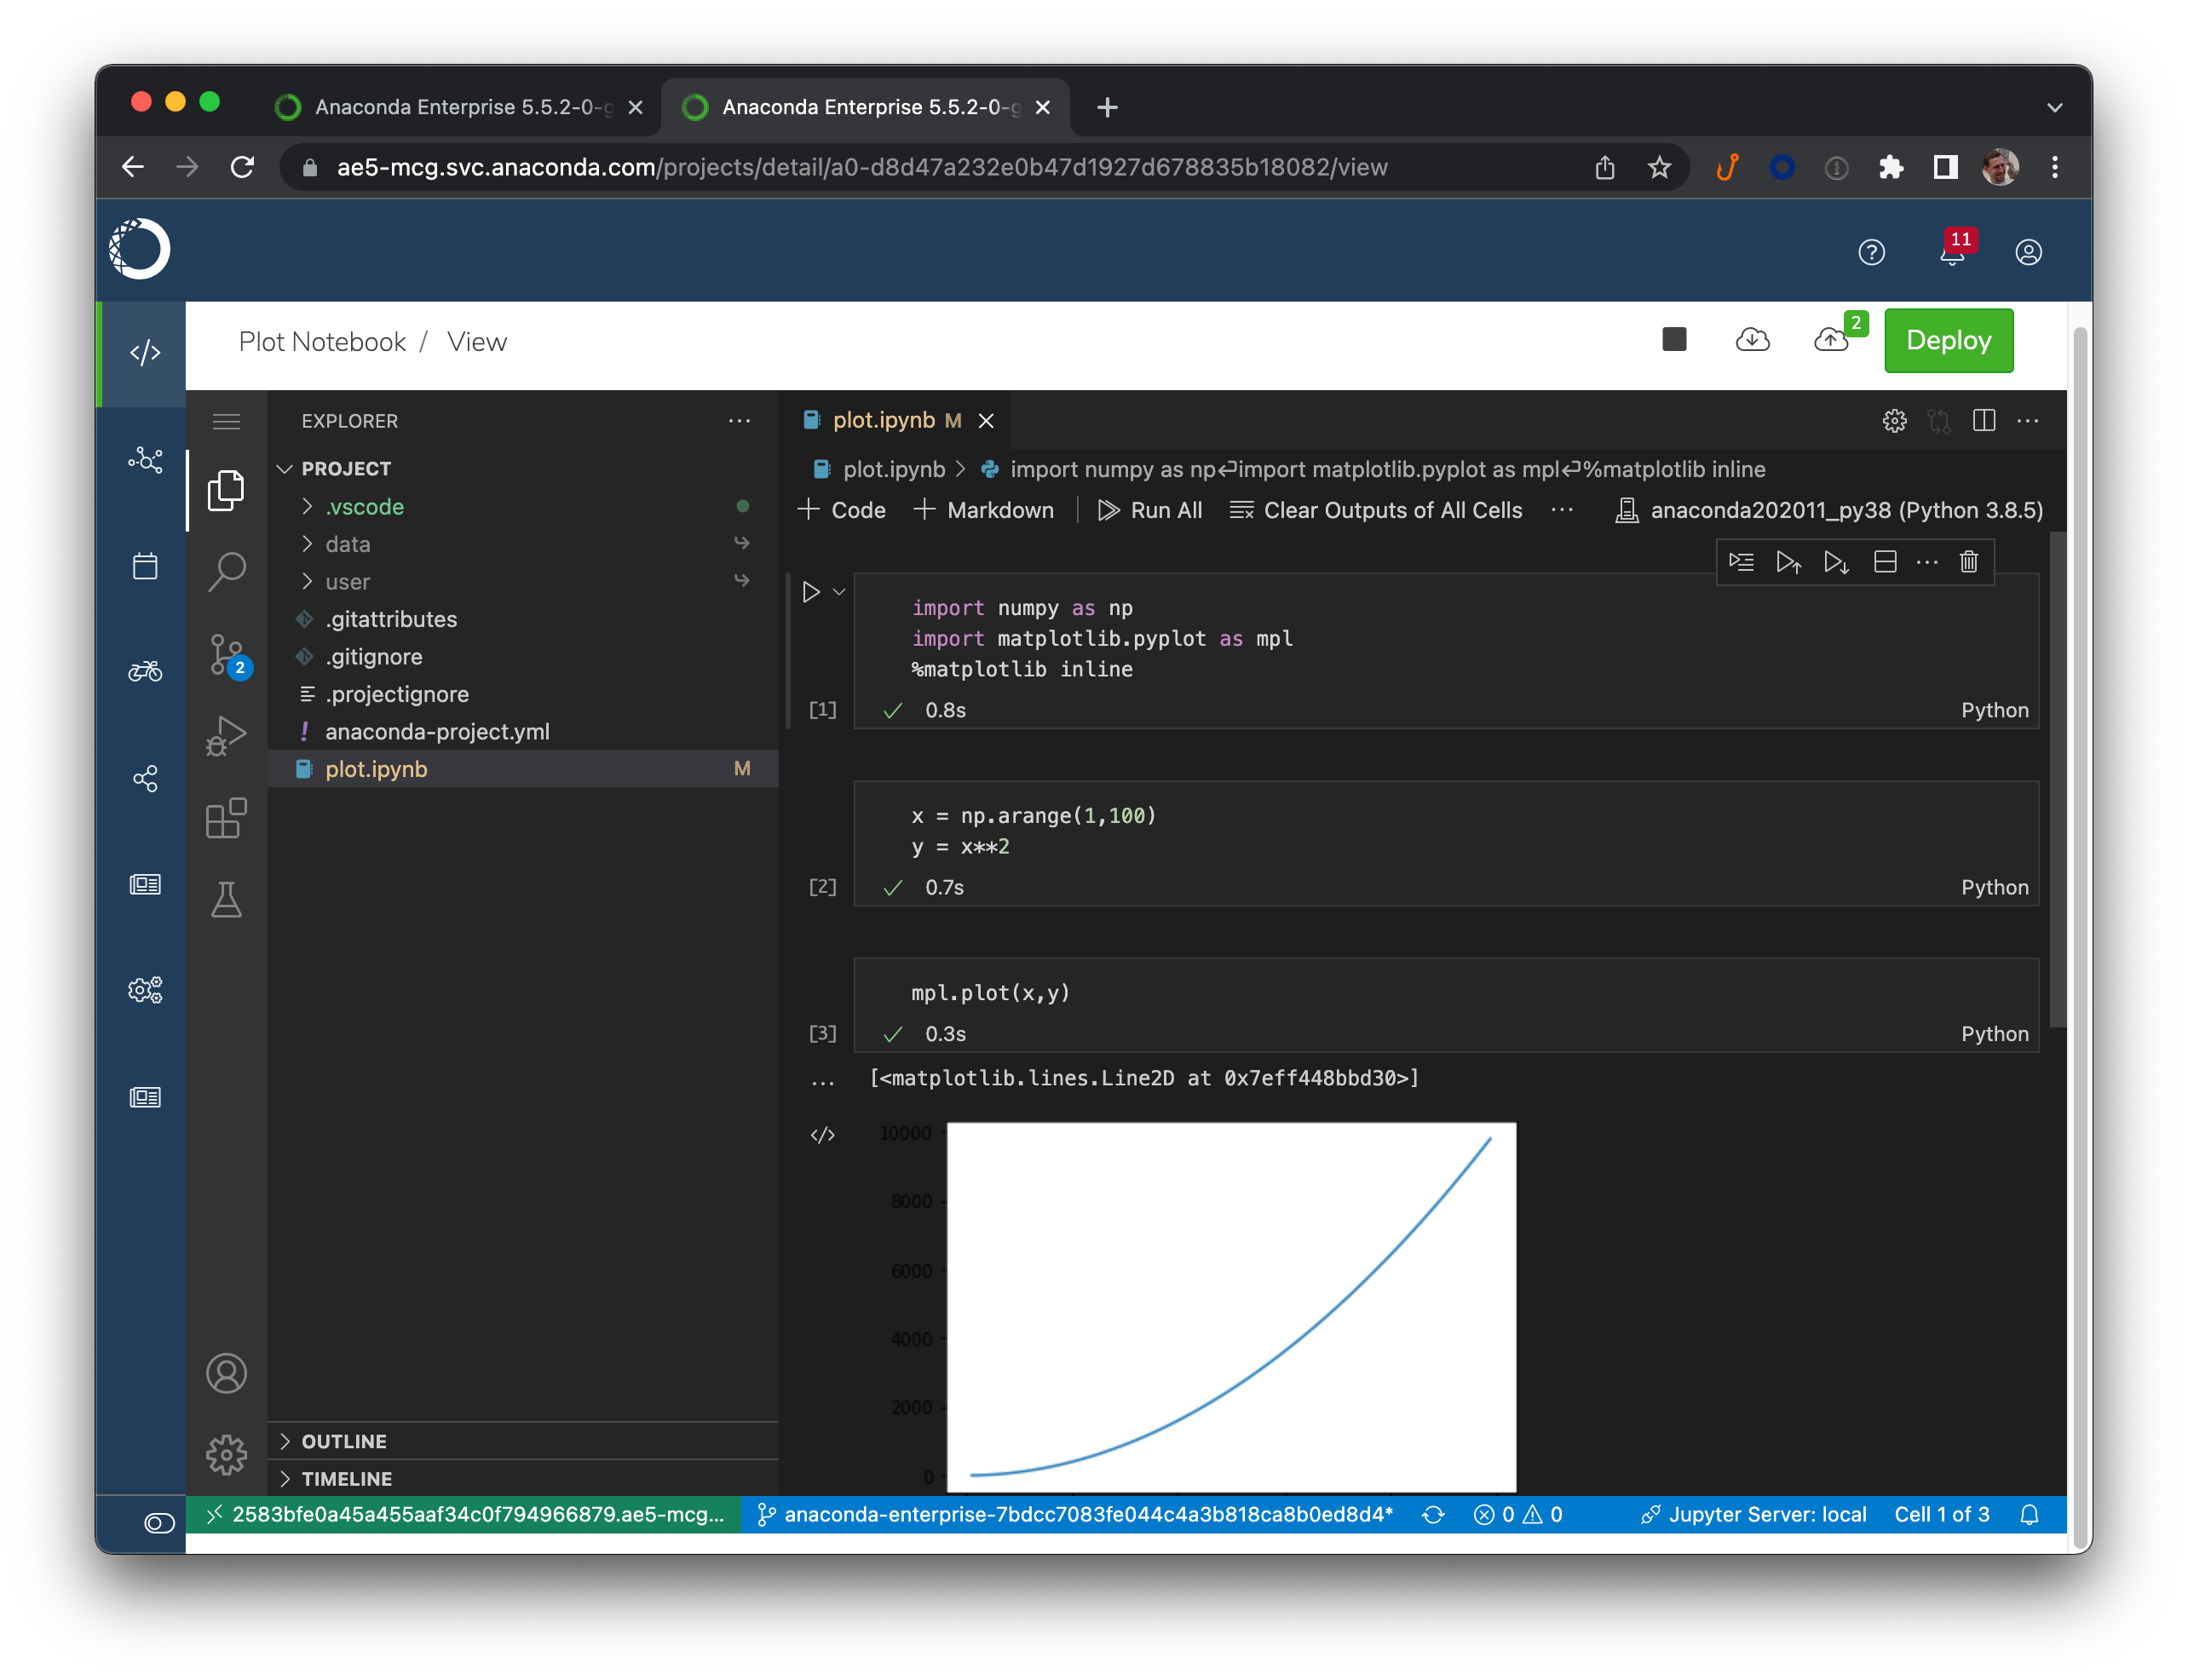 Anaconda Enterprise 5.5.2-0-g
Anaconda Enterprise 5.5.2-0-g
ae5-mcg.svc.anaconda.com/projects/detail/a0-d8d47a232e0b47d1927d678835b18082/view
11
Plot Notebook / View
2
Deploy
EXPLORER
PROJECT
.vscode
data
user
.gitattributes
.gitignore
.projectignore
! anaconda-project.yml
plot.ipynb M
2
OUTLINE
TIMELINE
plot.ipynb M
plot.ipynb > import numpy as np↵import matplotlib.pyplot as mpl↵%matplotlib inline
+ Code + Markdown Run All Clear Outputs of All Cells ... anaconda202011_py38 (Python 3.8.5)
import numpy as np
import matplotlib.pyplot as mpl
%matplotlib inline
[1] ✓ 0.8s Python
x = np.arange(1,100)
y = x**2
[2] ✓ 0.7s Python
mpl.plot(x,y)
[3] ✓ 0.3s Python
... [<matplotlib.lines.Line2D at 0x7eff448bbd30>]
10000
8000
6000
4000
2000
0
2583bfe0a45a455aaf34c0f794966879.ae5-mcg... anaconda-enterprise-7bdcc7083fe044c4a3b818ca8b0ed8d4* 0 0 Jupyter Server: local Cell 1 of 3